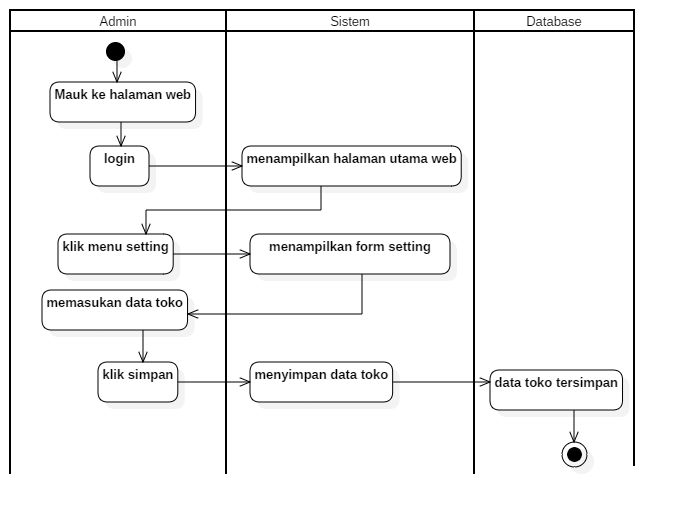 Admin
Sistem
Database
Mauk ke halaman web
login
menampilkan halaman utama web
klik menu setting
menampilkan form setting
memasukan data toko
klik simpan
menyimpan data toko
data toko tersimpan